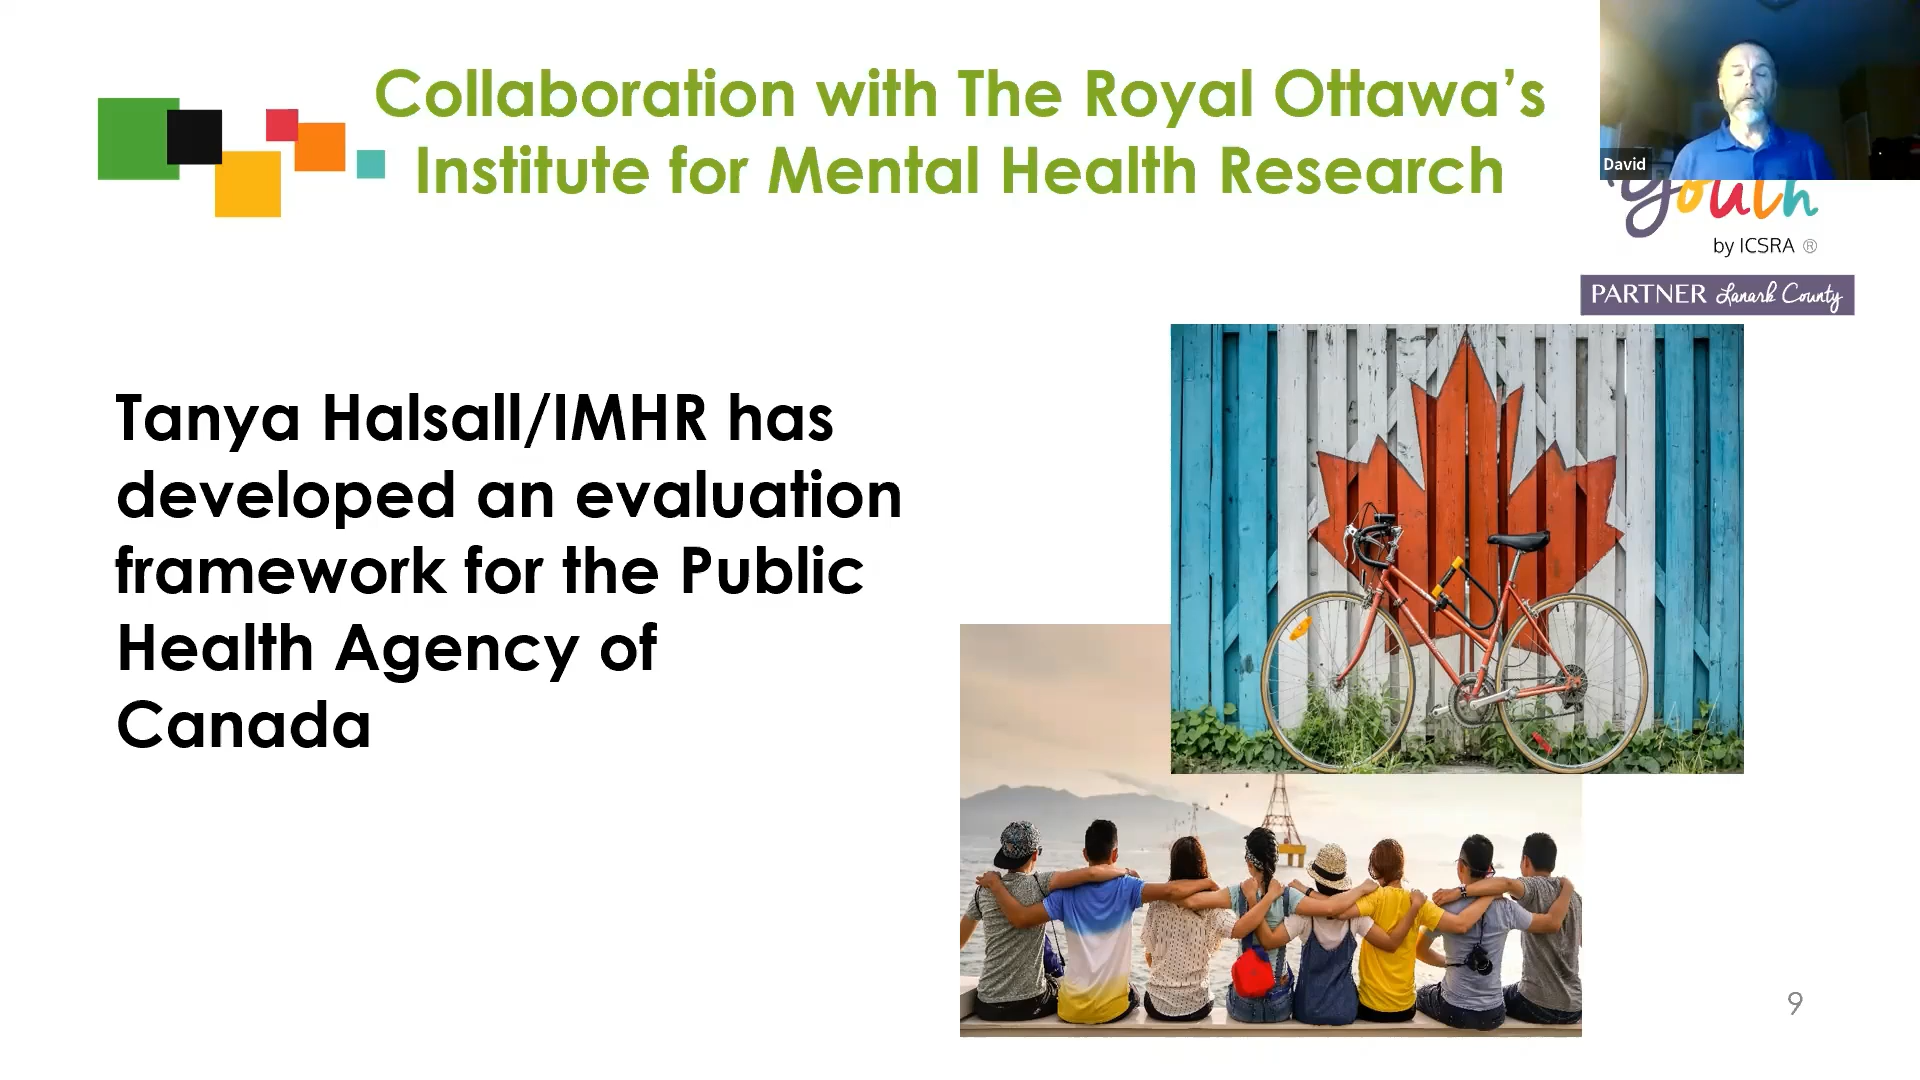 Collaboration with The Royal Ottawa’s
Institute for Mental Health Research
David
youth
by ICSRA ®
PARTNER Lanark County
Tanya Halsall/IMHR has
developed an evaluation
framework for the Public
Health Agency of
Canada
9